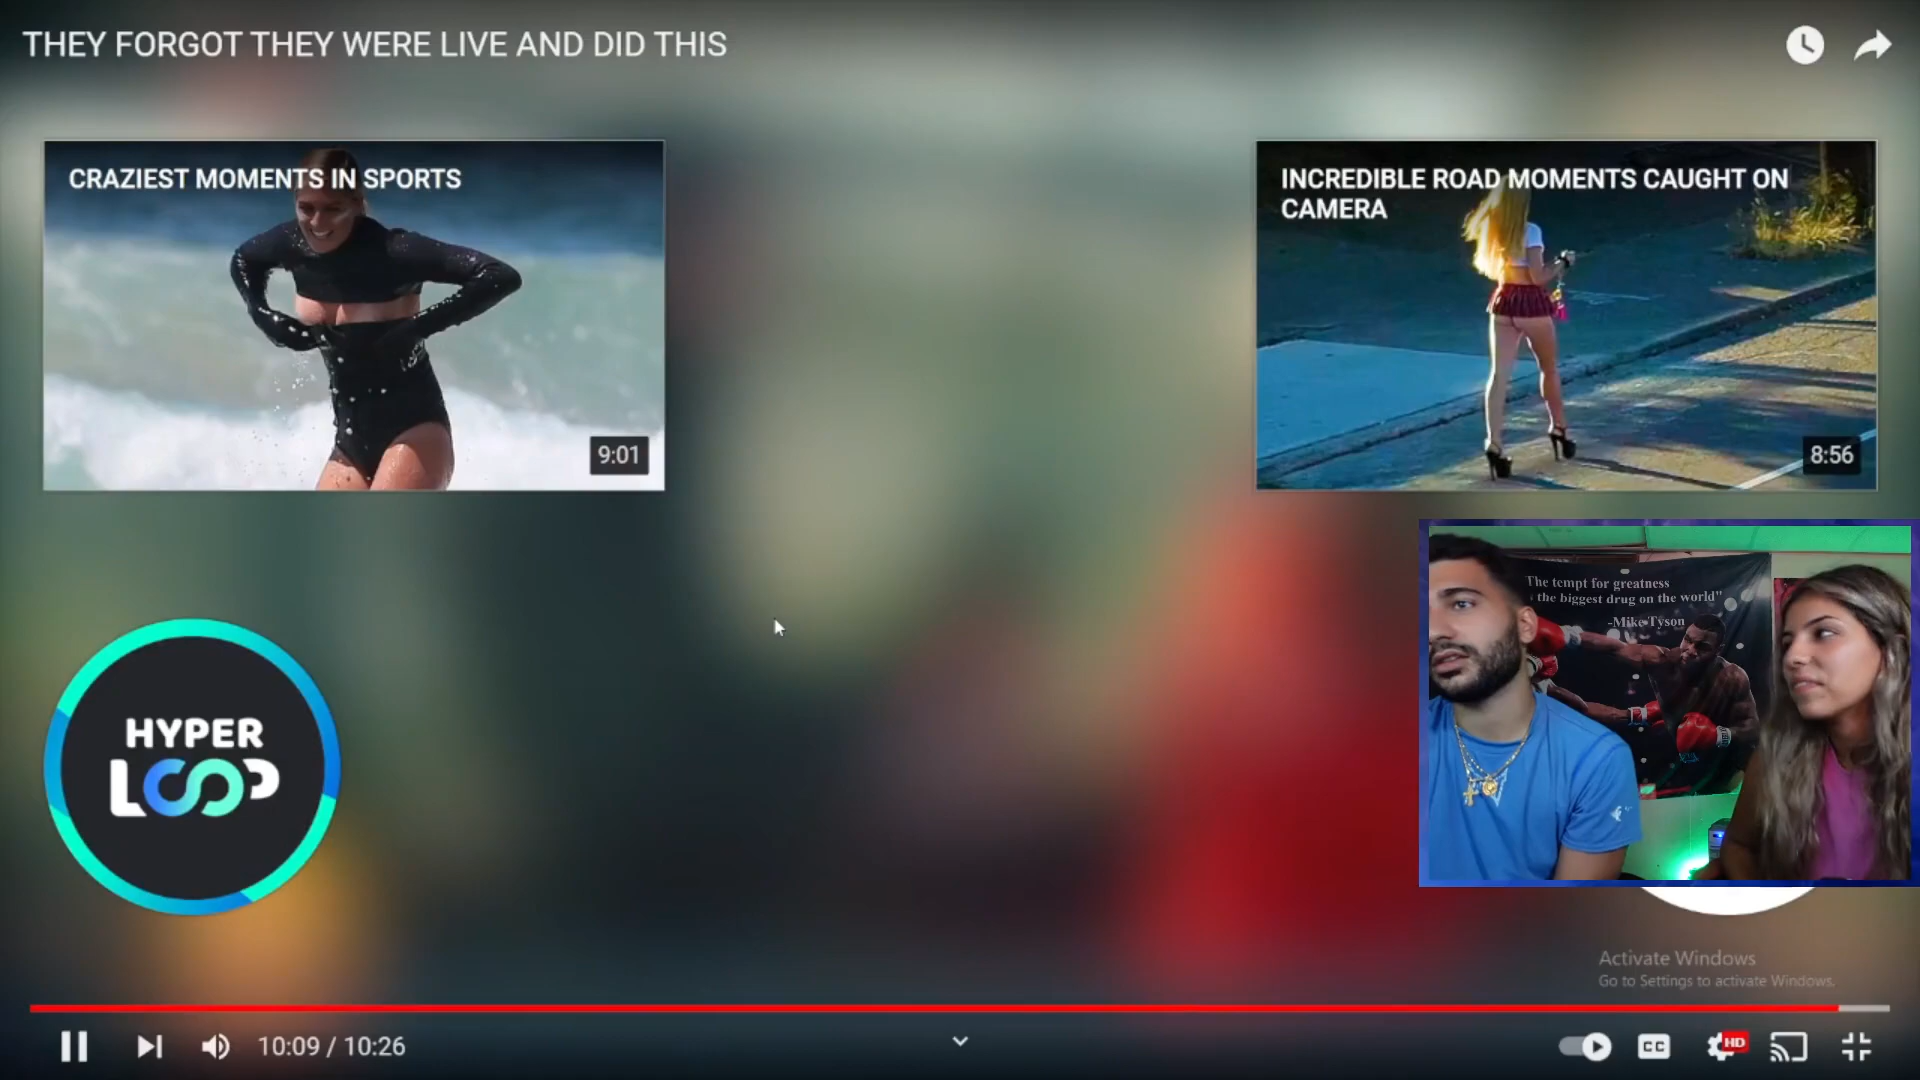 THEY FORGOT THEY WERE LIVE AND DID THIS
CRAZIEST MOMENTS IN SPORTS
9:01
INCREDIBLE ROAD MOMENTS CAUGHT ON
CAMERA
8:56
The tempt for greatness
the biggest drug on the world"
-Mike Tyson
HYPER
LOOP
Activate Windows
Go to Settings to activate Windows.
10:09 / 10:26
CC
HD